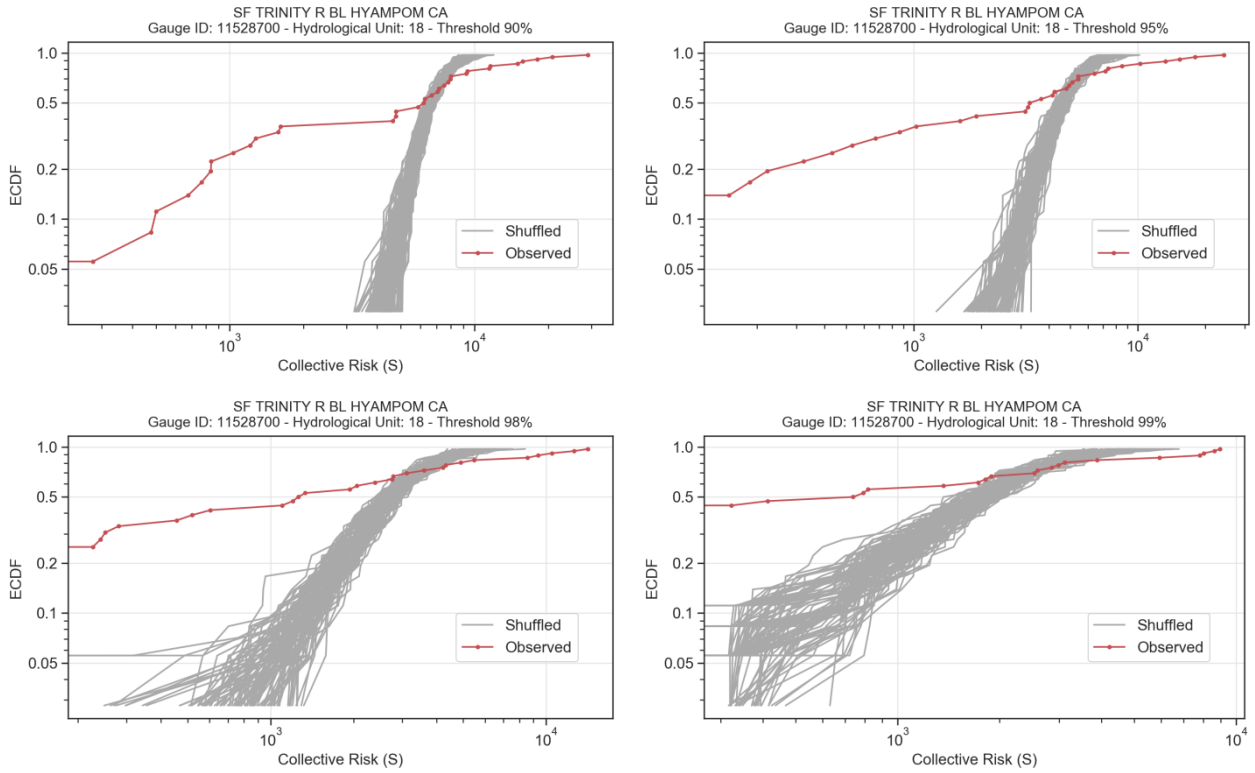 SF TRINITY R BL HYAMPOM CA
Gauge ID: 11528700 - Hydrological Unit: 18 - Threshold 90%
1.0
0.5
0.2
0.1
0.05
ECDF
Shuffled
Observed
10³
10⁴
Collective Risk (S)
SF TRINITY R BL HYAMPOM CA
Gauge ID: 11528700 - Hydrological Unit: 18 - Threshold 95%
1.0
0.5
0.2
0.1
0.05
ECDF
Shuffled
Observed
10³
10⁴
Collective Risk (S)
SF TRINITY R BL HYAMPOM CA
Gauge ID: 11528700 - Hydrological Unit: 18 - Threshold 98%
1.0
0.5
0.2
0.1
0.05
ECDF
Shuffled
Observed
10³
10⁴
Collective Risk (S)
SF TRINITY R BL HYAMPOM CA
Gauge ID: 11528700 - Hydrological Unit: 18 - Threshold 99%
1.0
0.5
0.2
0.1
0.05
ECDF
Shuffled
Observed
10³
10⁴
Collective Risk (S)